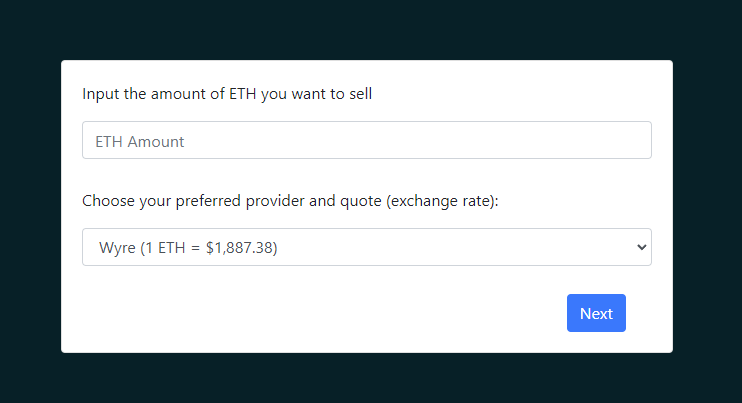 Input the amount of ETH you want to sell
ETH Amount
Choose your preferred provider and quote (exchange rate):
Wyre (1 ETH = $1,887.38)
Next